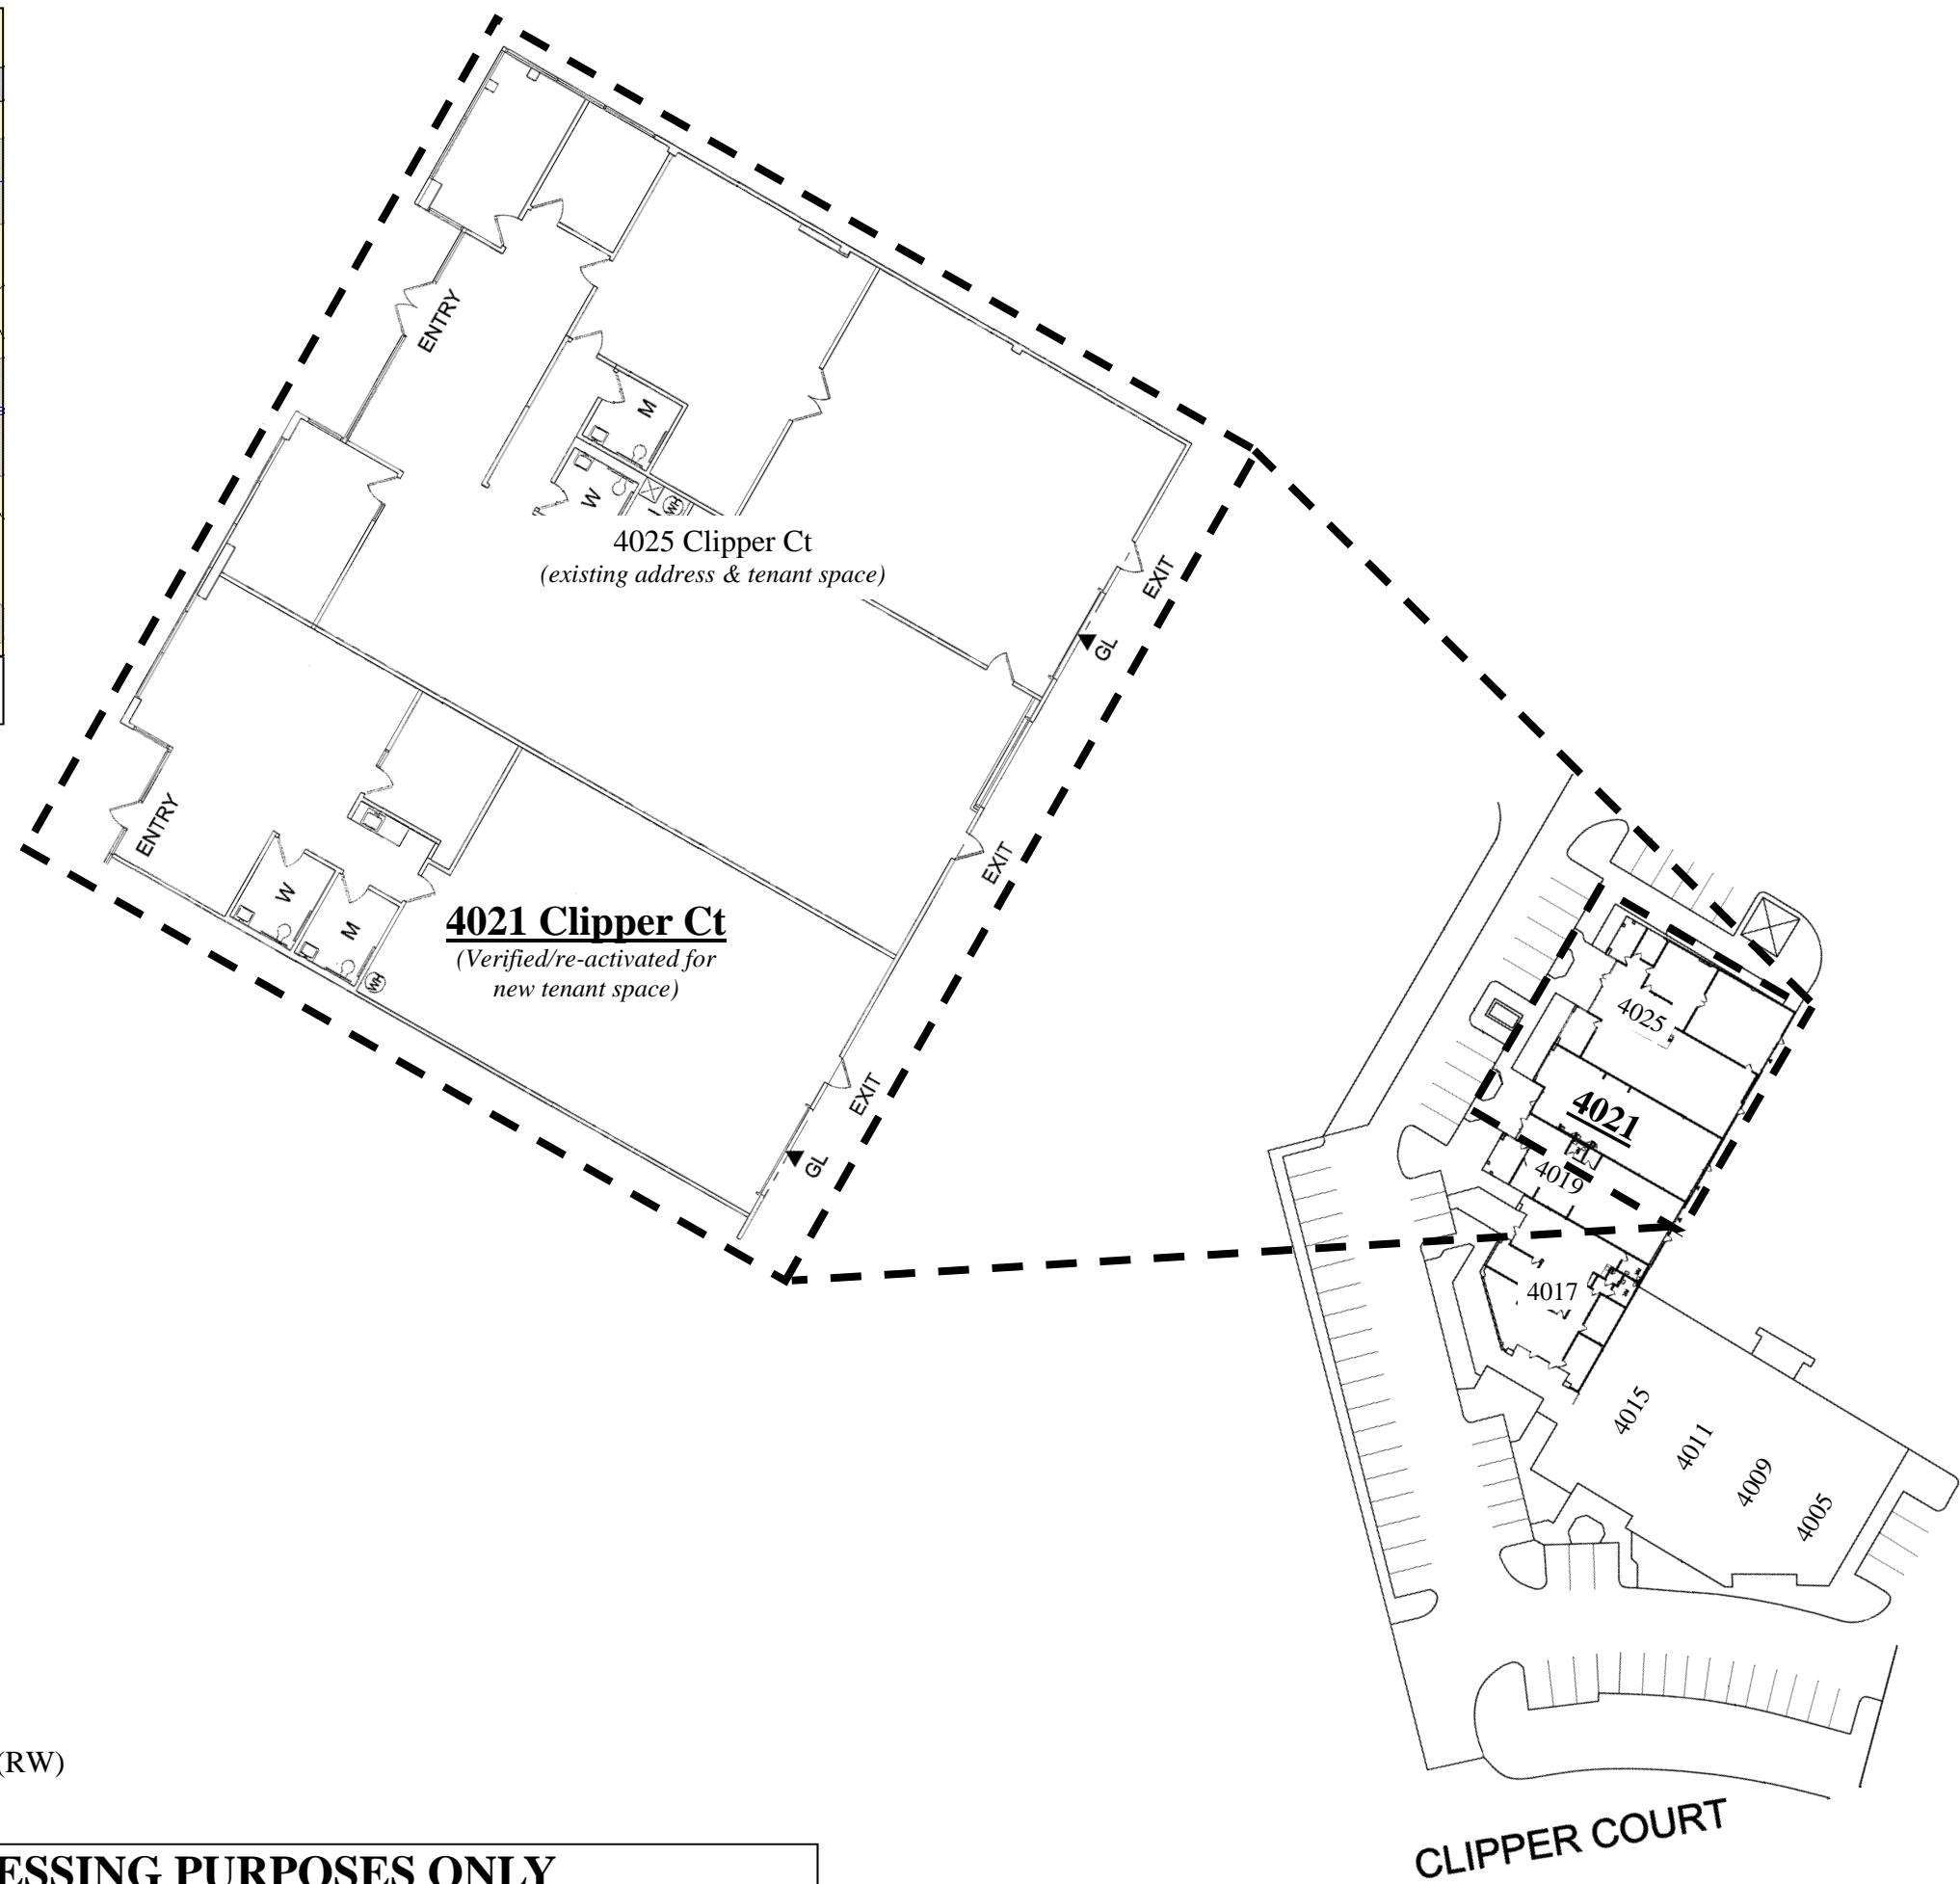 ENTRY
M
W
WH
4025 Clipper Ct
(existing address & tenant space)
EXIT
GL
ENTRY
EXIT
W
M
WH
4021 Clipper Ct
(Verified/re-activated for
new tenant space)
EXIT
GL
4025
4021
4019
4017
4015
4011
4009
4005
CLIPPER COURT
(RW)
ESSING PURPOSES ONLY